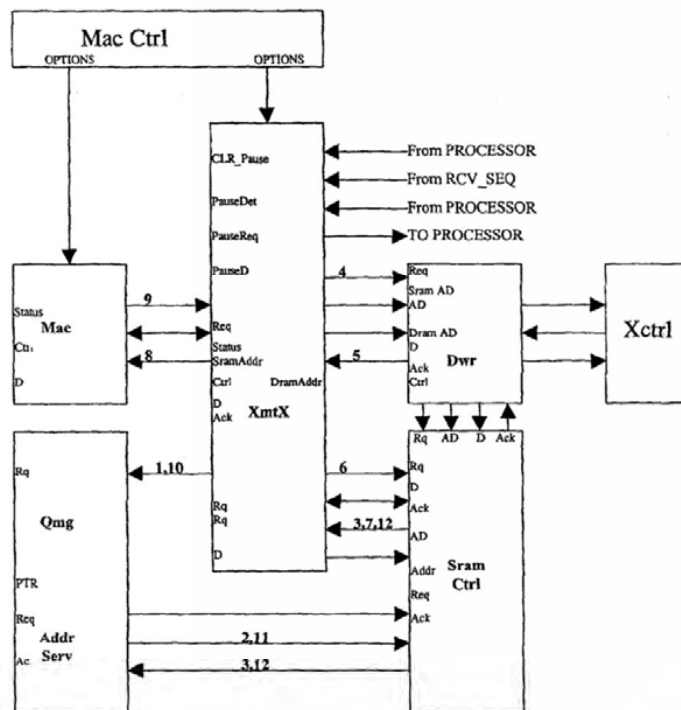 Mac Ctrl
OPTIONS OPTIONS
CLR_Pause
From PROCESSOR
From RCV_SEQ
PauseDet
From PROCESSOR
PauseReq
TO PROCESSOR
PauseD
4
Req
Sram AD
AD
Status
Mac
9
Req
Dram AD
Xctrl
Ctrl
8
Status
SramAddr
5
D
Dwr
Ack
D
Ctrl
DramAddr
Ctrl
D
XmtX
Ack
Rq AD D Ack
Rq
1,10
6
Rq
D
Qmg
Rq
Rq
Ack
3,7,12
AD
D
Sram
Ctrl
Addr
PTR
Req
Req
Ack
Addr
Serv
2,11
3,12